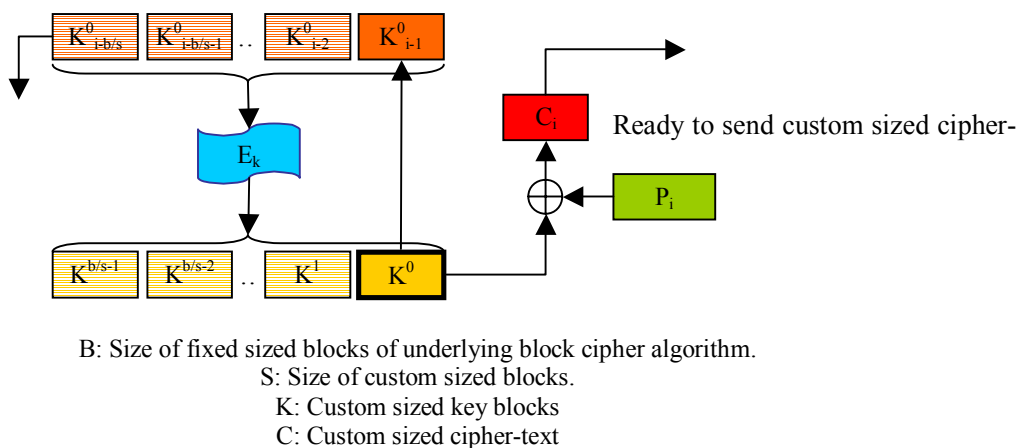 K⁰ᵢ₋b/s K⁰ᵢ₋b/s₋₁ .. K⁰ᵢ₋₂ K⁰ᵢ₋₁
Cᵢ Ready to send custom sized cipher-
Eₖ
Pᵢ
Kᵇ/ˢ⁻¹ Kᵇ/ˢ⁻² .. K¹ K⁰
B: Size of fixed sized blocks of underlying block cipher algorithm.
S: Size of custom sized blocks.
K: Custom sized key blocks
C: Custom sized cipher-text